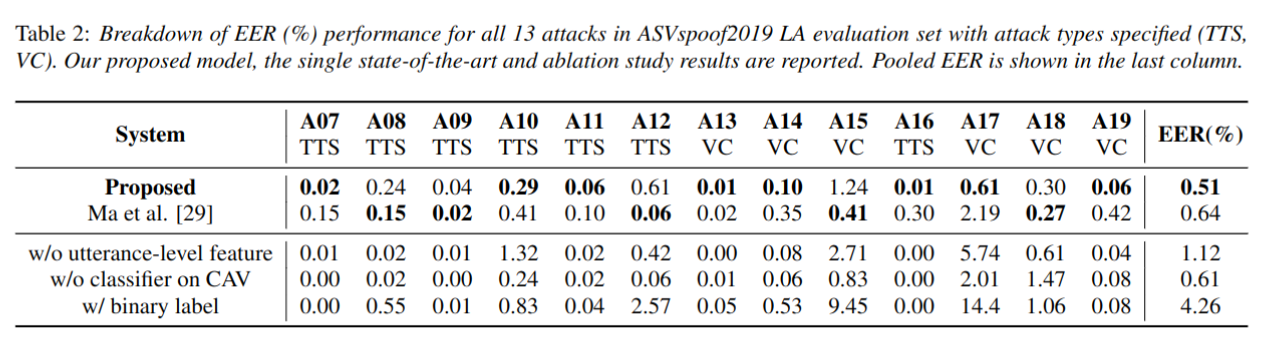 Table 2: Breakdown of EER (%) performance for all 13 attacks in ASVspoof2019 LA evaluation set with attack types specified (TTS,
VC). Our proposed model, the single state-of-the-art and ablation study results are reported. Pooled EER is shown in the last column.
System A07 A08 A09 A10 A11 A12 A13 A14 A15 A16 A17 A18 A19 EER(%)
TTS TTS TTS TTS TTS TTS VC VC VC TTS VC VC VC
Proposed 0.02 0.24 0.04 0.29 0.06 0.61 0.01 0.10 1.24 0.01 0.61 0.30 0.06 0.51
Ma et al. [29] 0.15 0.15 0.02 0.41 0.10 0.06 0.02 0.35 0.41 0.30 2.19 0.27 0.42 0.64
w/o utterance-level feature 0.01 0.02 0.01 1.32 0.02 0.42 0.00 0.08 2.71 0.00 5.74 0.61 0.04 1.12
w/o classifier on CAV 0.00 0.02 0.00 0.24 0.02 0.06 0.01 0.06 0.83 0.00 2.01 1.47 0.08 0.61
w/ binary label 0.00 0.55 0.01 0.83 0.04 2.57 0.05 0.53 9.45 0.00 14.4 1.06 0.08 4.26